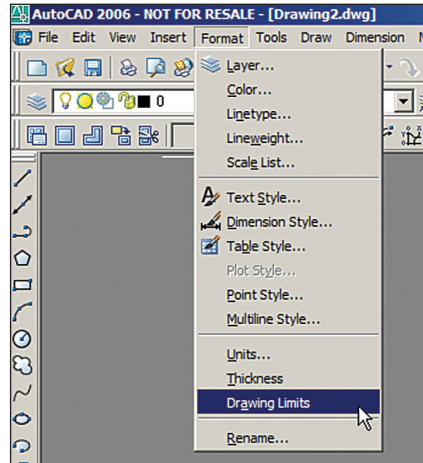 AutoCAD 2006 - NOT FOR RESALE - [Drawing2.dwg]
File Edit View Insert Format Tools Draw Dimension
Layer...
Color...
0
Linetype...
Lineweight...
Scale List...
Text Style...
Dimension Style...
Table Style...
Plot Style...
Point Style...
Multiline Style...
Units...
Thickness
Drawing Limits
Rename...